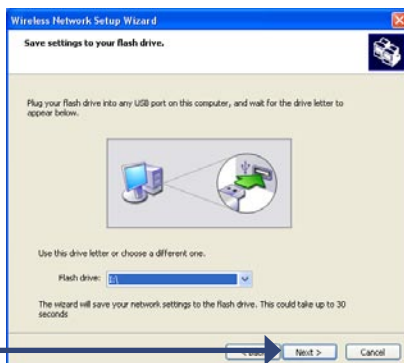 Wireless Network Setup Wizard
Save settings to your flash drive.
Plug your flash drive into any USB port on this computer, and wait for the drive letter to
appear below.
Use this drive letter or choose a different one.
Flash drive:
The wizard will save your network settings to the flash drive. This could take up to 30
seconds
< Back Next > Cancel